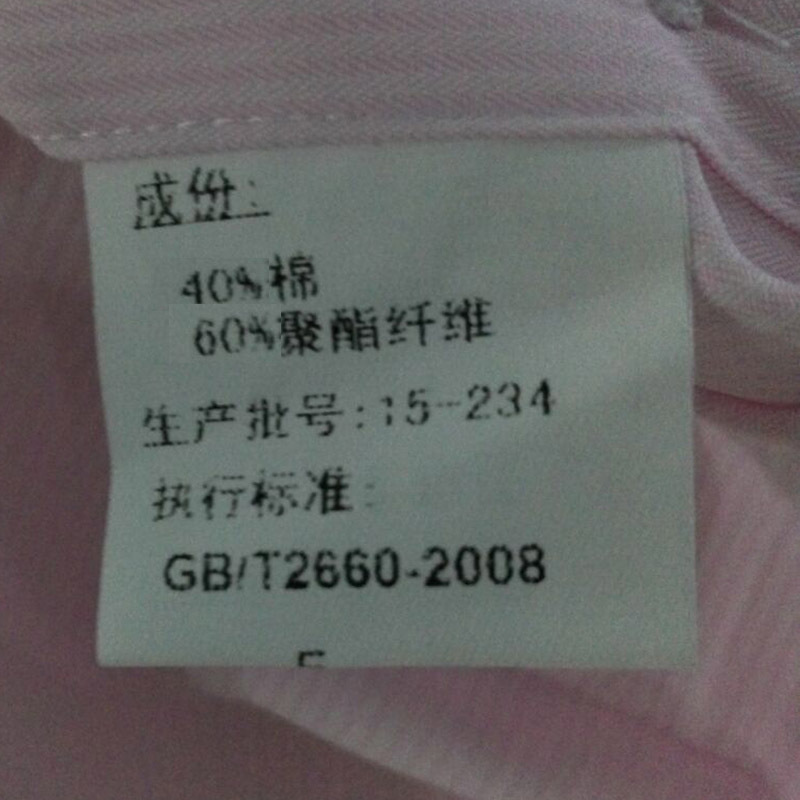 成份:
40%棉
60%聚酯纤维
生产批号:15-234
执行标准:
GB/T2660-2008